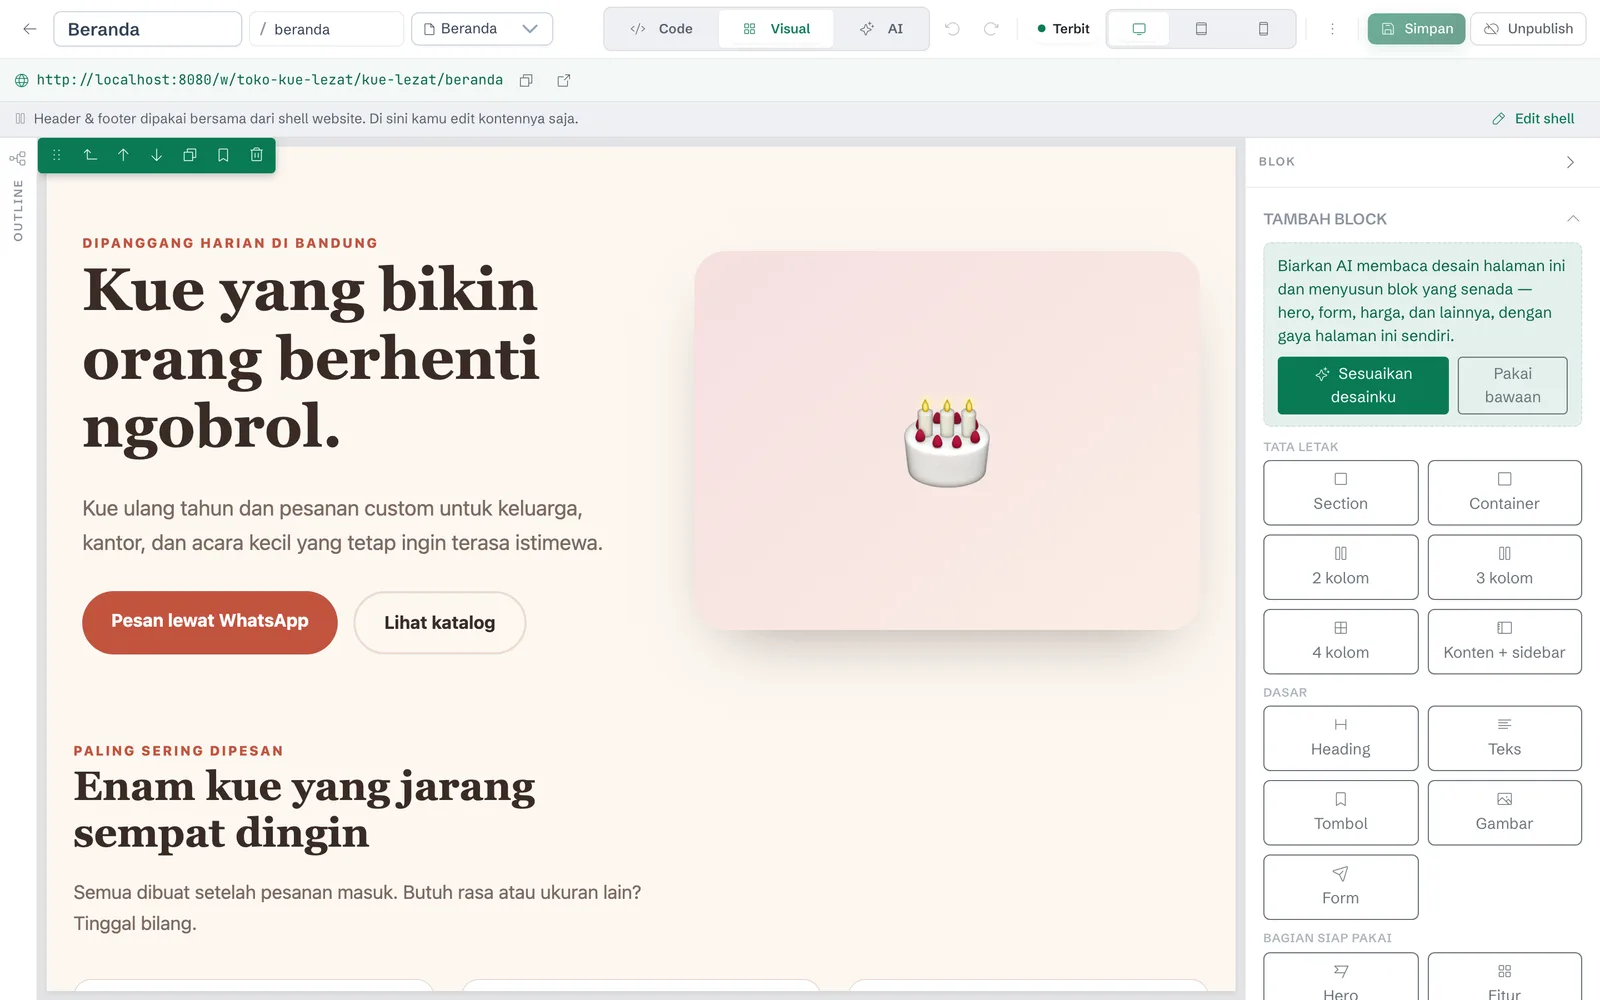 Beranda
/ beranda
Beranda
</> Code
Visual
AI
Terbit
Simpan
Unpublish
http://localhost:8080/w/toko-kue-lezat/kue-lezat/beranda
Header & footer dipakai bersama dari shell website. Di sini kamu edit kontennya saja.
Edit shell
OUTLINE
DIPANGGANG HARIAN DI BANDUNG
Kue yang bikin
orang berhenti
ngobrol.
Kue ulang tahun dan pesanan custom untuk keluarga,
kantor, dan acara kecil yang tetap ingin terasa istimewa.
Pesan lewat WhatsApp
Lihat katalog
PALING SERING DIPESAN
Enam kue yang jarang
sempat dingin
Semua dibuat setelah pesanan masuk. Butuh rasa atau ukuran lain?
Tinggal bilang.
BLOK
TAMBAH BLOCK
Biarkan AI membaca desain halaman ini
dan menyusun blok yang senada —
hero, form, harga, dan lainnya, dengan
gaya halaman ini sendiri.
Sesuaikan
desainku
Pakai
bawaan
TATA LETAK
Section
Container
2 kolom
3 kolom
4 kolom
Konten + sidebar
DASAR
Heading
Teks
Tombol
Gambar
Form
BAGIAN SIAP PAKAI
Hero
Fitur